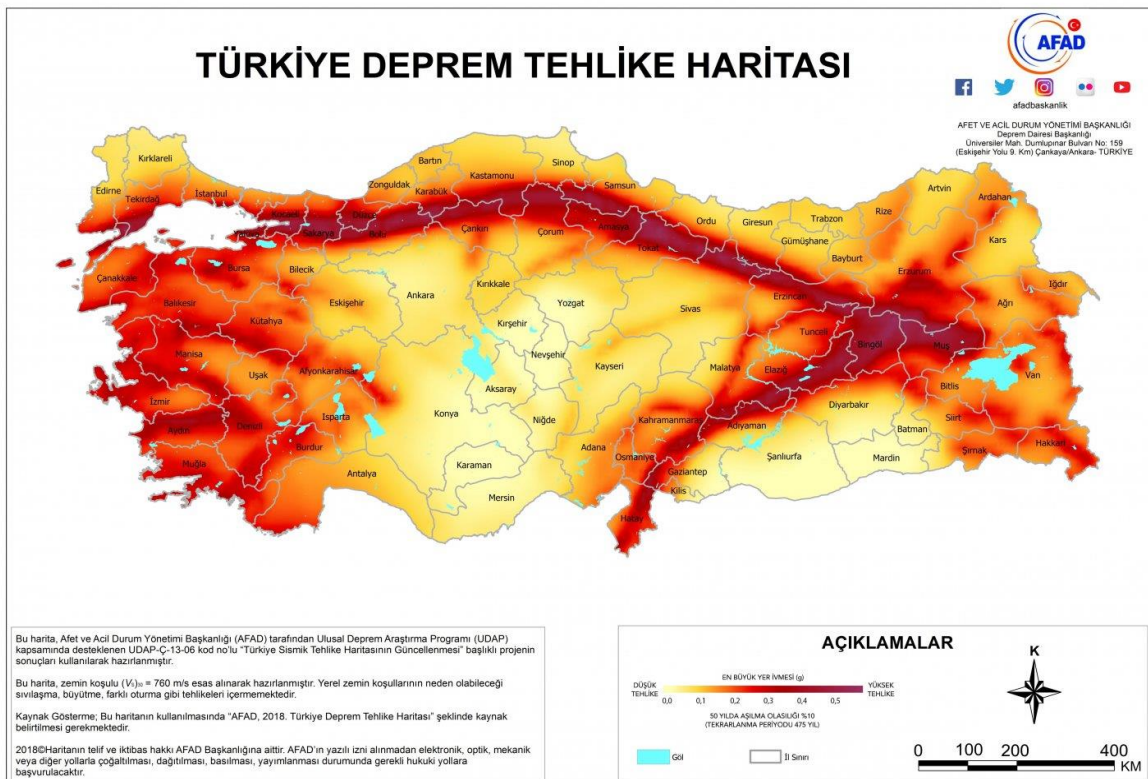 TÜRKİYE DEPREM TEHLİKE HARİTASI
AFAD
afadbaskanlik
AFET VE ACİL DURUM YÖNETİMİ BAŞKANLIĞI
Deprem Dairesi Başkanlığı
Üniversiler Mah. Dumlupınar Bulvarı No: 159
(Eskişehir Yolu 9. Km) Çankaya/Ankara- TÜRKİYE
Kırklareli
Edirne
Tekirdağ
İstanbul
Kocaeli
Yalova
Sakarya
Düzce
Bolu
Zonguldak
Bartın
Karabük
Kastamonu
Sinop
Samsun
Çankırı
Çorum
Amasya
Tokat
Ordu
Giresun
Trabzon
Gümüşhane
Bayburt
Rize
Artvin
Ardahan
Kars
Iğdır
Ağrı
Erzurum
Erzincan
Çanakkale
Bursa
Bilecik
Balıkesir
Kütahya
Eskişehir
Ankara
Kırıkkale
Yozgat
Sivas
Kırşehir
Nevşehir
Kayseri
Tunceli
Bingöl
Muş
Elazığ
Malatya
Bitlis
Van
Manisa
Uşak
Afyonkarahisar
İzmir
Aydın
Denizli
Isparta
Burdur
Muğla
Antalya
Konya
Aksaray
Niğde
Karaman
Mersin
Adana
Kahramanmaraş
Osmaniye
Gaziantep
Kilis
Hatay
Adıyaman
Şanlıurfa
Diyarbakır
Batman
Mardin
Siirt
Şırnak
Hakkari
Bu harita, Afet ve Acil Durum Yönetimi Başkanlığı (AFAD) tarafından Ulusal Deprem Araştırma Programı (UDAP)
kapsamında desteklenen UDAP-Ç-13-06 kod no'lu "Türkiye Sismik Tehlike Haritasının Güncellenmesi" başlıklı projenin
sonuçları kullanılarak hazırlanmıştır.
Bu harita, zemin koşulu (Vₛ)₃₀ = 760 m/s esas alınarak hazırlanmıştır. Yerel zemin koşullarının neden olabileceği
sıvılaşma, büyütme, farklı oturma gibi tehlikeleri içermemektedir.
Kaynak Gösterme; Bu haritanın kullanılmasında "AFAD, 2018. Türkiye Deprem Tehlike Haritası" şeklinde kaynak
belirtilmesi gerekmektedir.
2018©Haritanın telif ve iktibas hakkı AFAD Başkanlığına aittir. AFAD'ın yazılı izni alınmadan elektronik, optik, mekanik
veya diğer yollarla çoğaltılması, dağıtılması, basılması, yayımlanması durumunda gerekli hukuki yollara
başvurulacaktır.
AÇIKLAMALAR
EN BÜYÜK YER İVMESİ (g)
DÜŞÜK TEHLİKE
YÜKSEK TEHLİKE
0,0 0,1 0,2 0,3 0,4 0,5
50 YILDA AŞILMA OLASILIĞI %10
(TEKRARLANMA PERİYODU 475 YIL)
Göl
İl Sınırı
K
0 100 200 400
KM